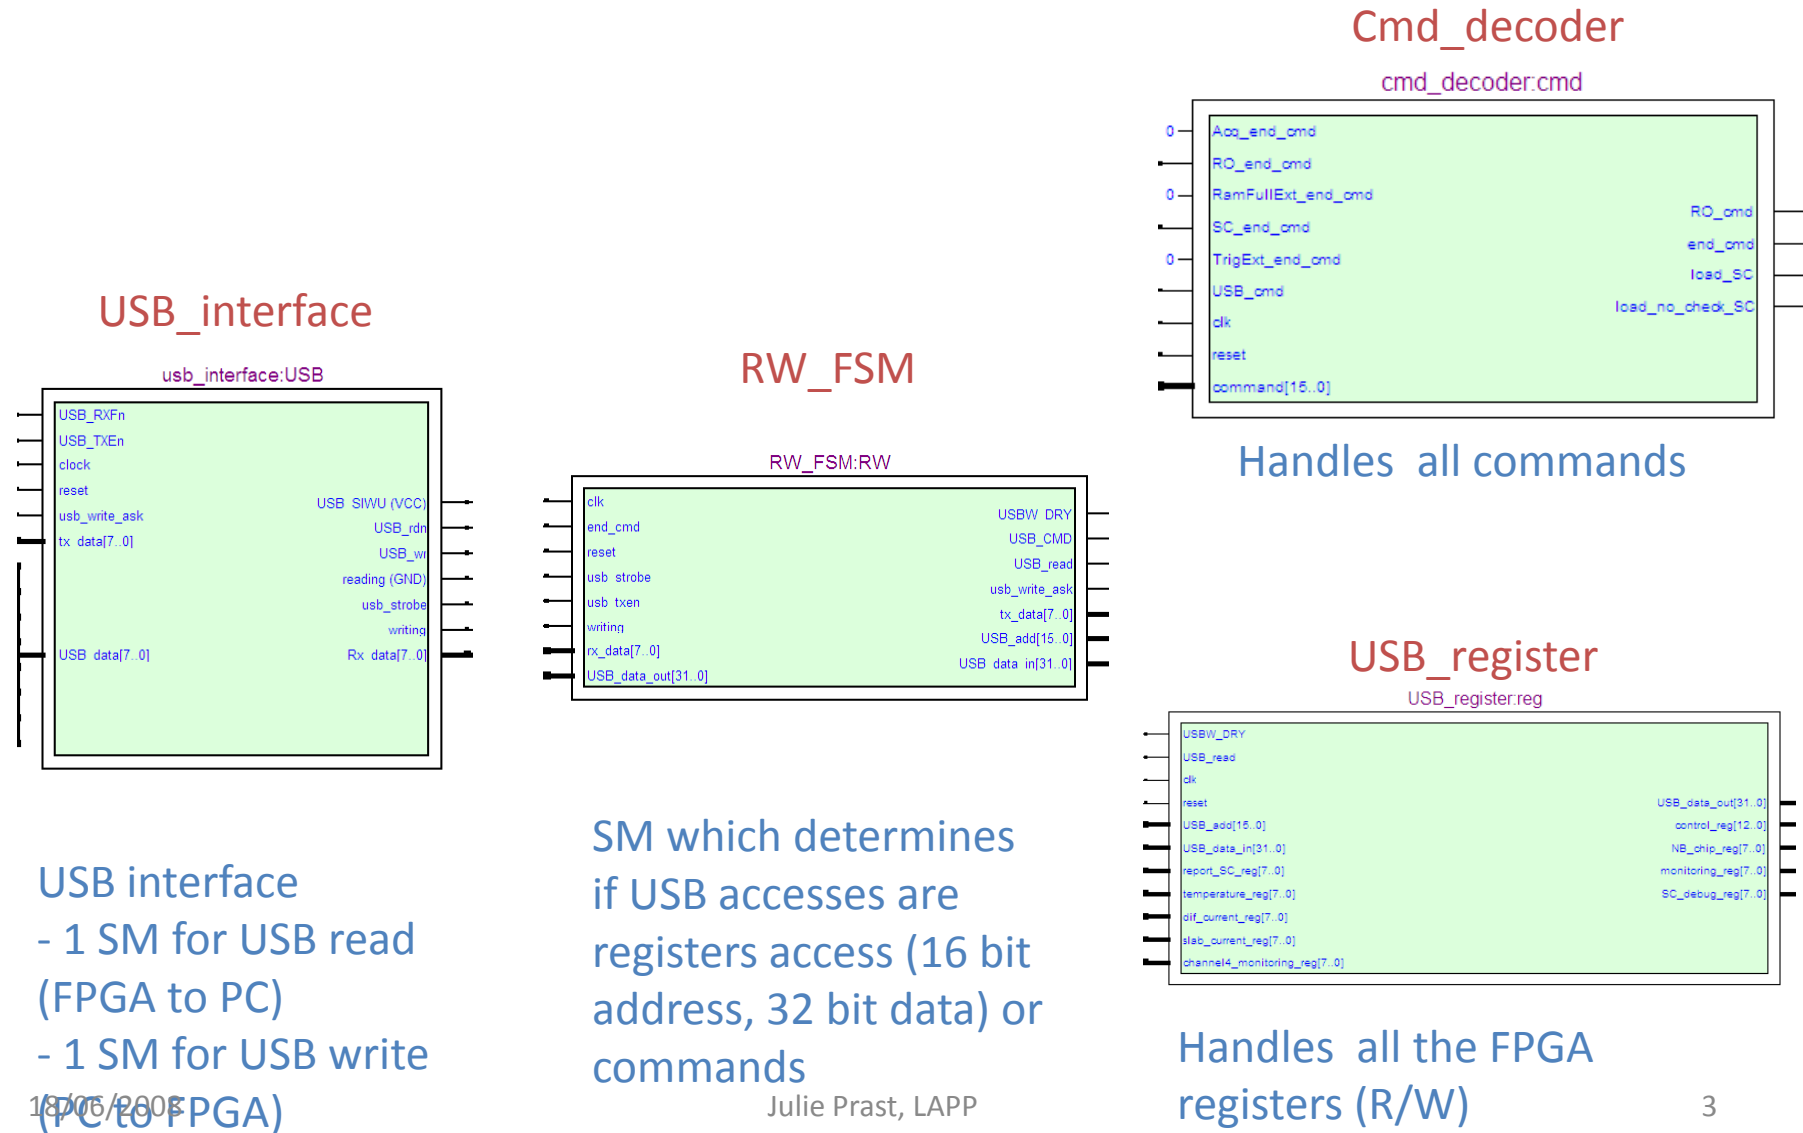 Cmd_decoder
cmd_decoder:cmd
0 Acq_end_cmd
RO_end_cmd
0 RamFullExt_end_cmd
SC_end_cmd
0 TrigExt_end_cmd
USB_cmd
clk
reset
command[15..0]
RO_cmd
end_cmd
load_SC
load_no_check_SC
Handles all commands
USB_interface
usb_interface:USB
USB_RXFn
USB_TXEn
clock
reset
usb_write_ask
tx_data[7..0]
USB_data[7..0]
USB_SIWU (VCC)
USB_rdn
USB_wr
reading (GND)
usb_strobe
writing
Rx_data[7..0]
USB interface
- 1 SM for USB read
(FPGA to PC)
- 1 SM for USB write
(PC to FPGA)
RW_FSM
RW_FSM:RW
clk
end_cmd
reset
usb_strobe
usb_txen
writing
rx_data[7..0]
USB_data_out[31..0]
USBW_DRY
USB_CMD
USB_read
usb_write_ask
tx_data[7..0]
USB_add[15..0]
USB_data_in[31..0]
SM which determines
if USB accesses are
registers access (16 bit
address, 32 bit data) or
commands
USB_register
USB_register:reg
USBW_DRY
USB_read
clk
reset
USB_add[15..0]
USB_data_in[31..0]
report_SC_reg[7..0]
temperature_reg[7..0]
dif_current_reg[7..0]
slab_current_reg[7..0]
channel4_monitoring_reg[7..0]
USB_data_out[31..0]
control_reg[12..0]
NB_chip_reg[7..0]
monitoring_reg[7..0]
SC_debug_reg[7..0]
Handles all the FPGA
registers (R/W)
18/06/2008
Julie Prast, LAPP
3